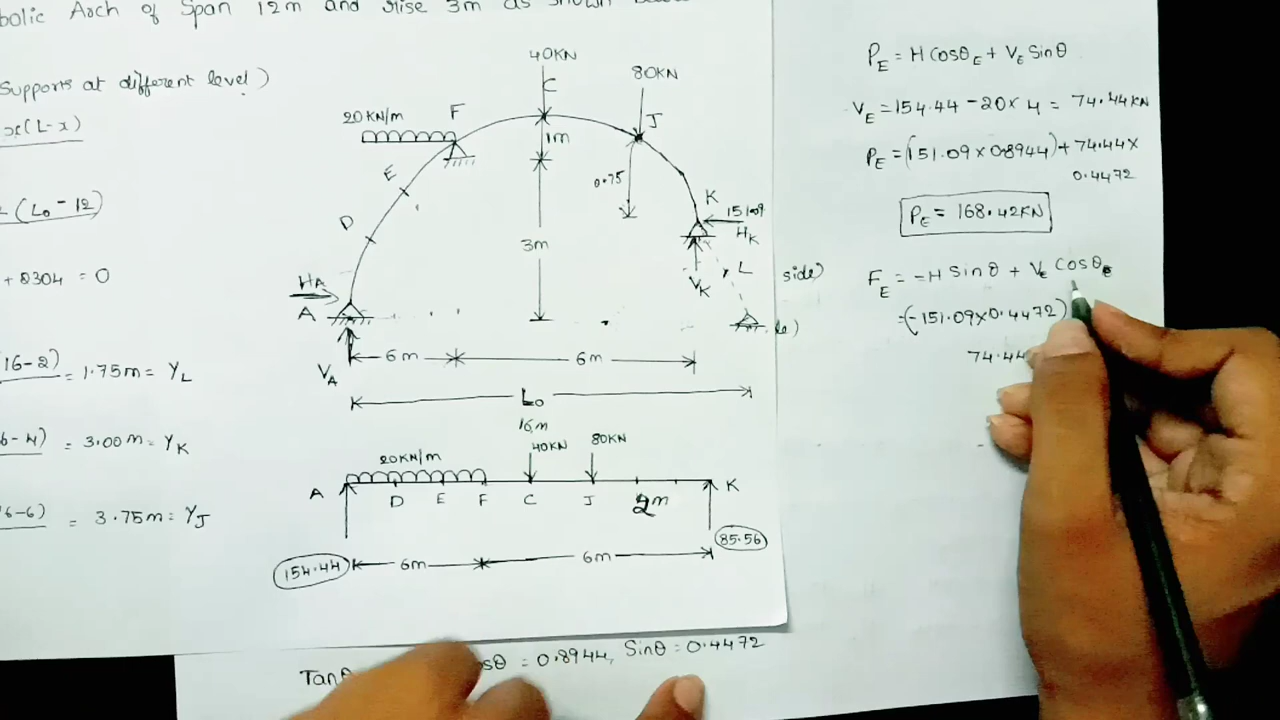 bolic Arch of Span 12m and rise 3m as shown
Supports at different level)
x(L-x)
(L₀-12)
+ 2304 = 0
16-2) = 1.75m = Y_L
6-4) = 3.00m = Y_K
6-6) = 3.75m = Y_J
40KN
C
80KN
20KN/m
F
J
1m
E
0.75
D
K
151.09
H_K
3m
L
V_K
H_A
A
V_A
6m
6m
L₀
16m
40KN
80KN
20KN/m
A
D E F C J 2m
K
154.44
6m
6m
85.56
side)
P_E = H Cosθ_E + V_E Sinθ
V_E = 154.44 - 20 × 4 = 74.44KN
P_E = (151.09 × 0.8944) + 74.44 ×
0.4472
P_E = 168.42KN
F_E = -H Sinθ + V_E Cosθ_E
= (-151.09 × 0.4472)
74.44
Tanθ
osθ = 0.8944, Sinθ = 0.4472